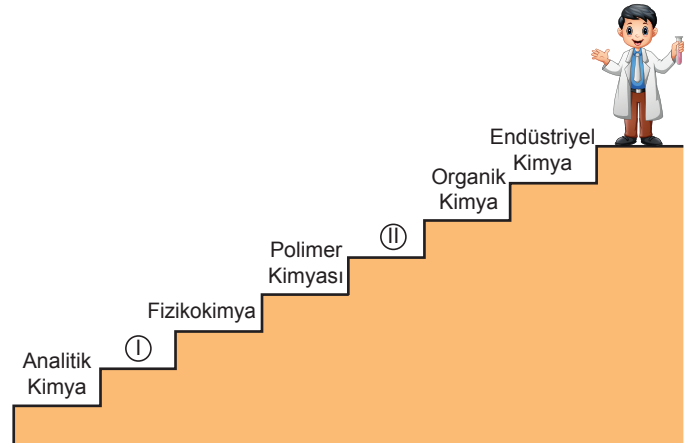 Endüstriyel
Kimya
Organik
Kimya
II
Polimer
Kimyası
Fizikokimya
I
Analitik
Kimya